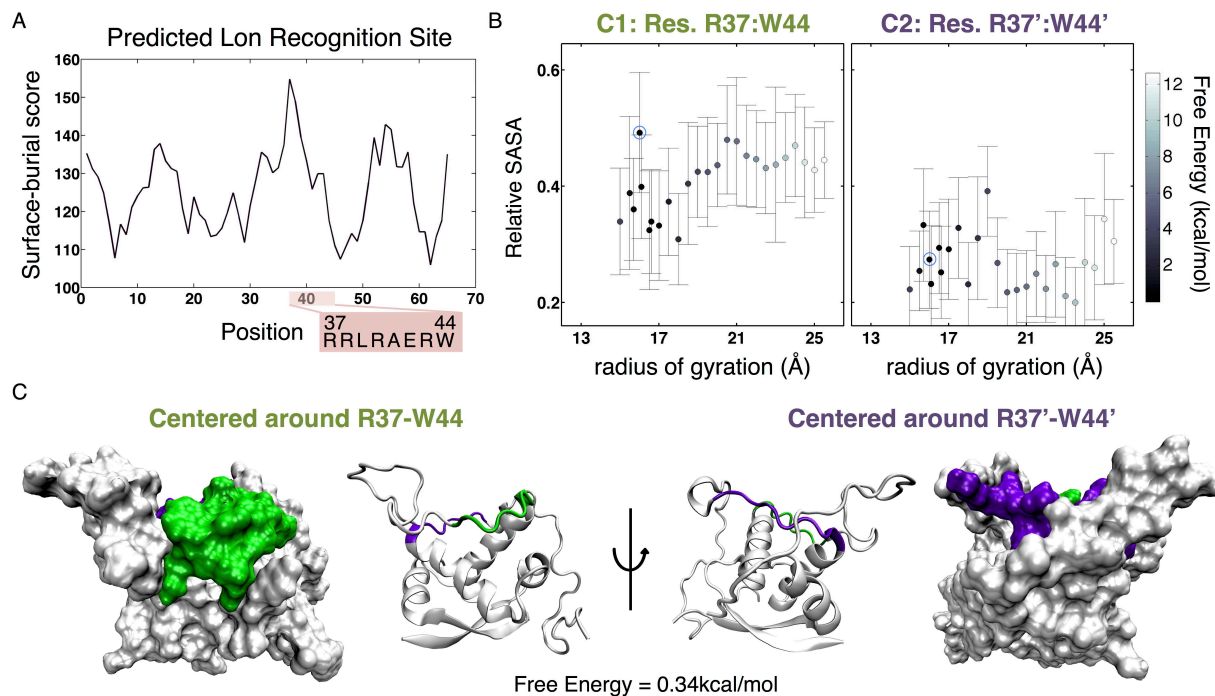 A
Predicted Lon Recognition Site
Surface-burial score
160
150
140
130
120
110
100
0
10
20
30
40
50
60
70
Position
37 44
RRLRAERW
B
C1: Res. R37:W44
C2: Res. R37':W44'
Relative SASA
0.6
0.4
0.2
13 17 21 25
13 17 21 25
radius of gyration (Å)
radius of gyration (Å)
12
10
8
6
4
2
Free Energy (kcal/mol)
C
Centered around R37-W44
Centered around R37'-W44'
Free Energy = 0.34kcal/mol